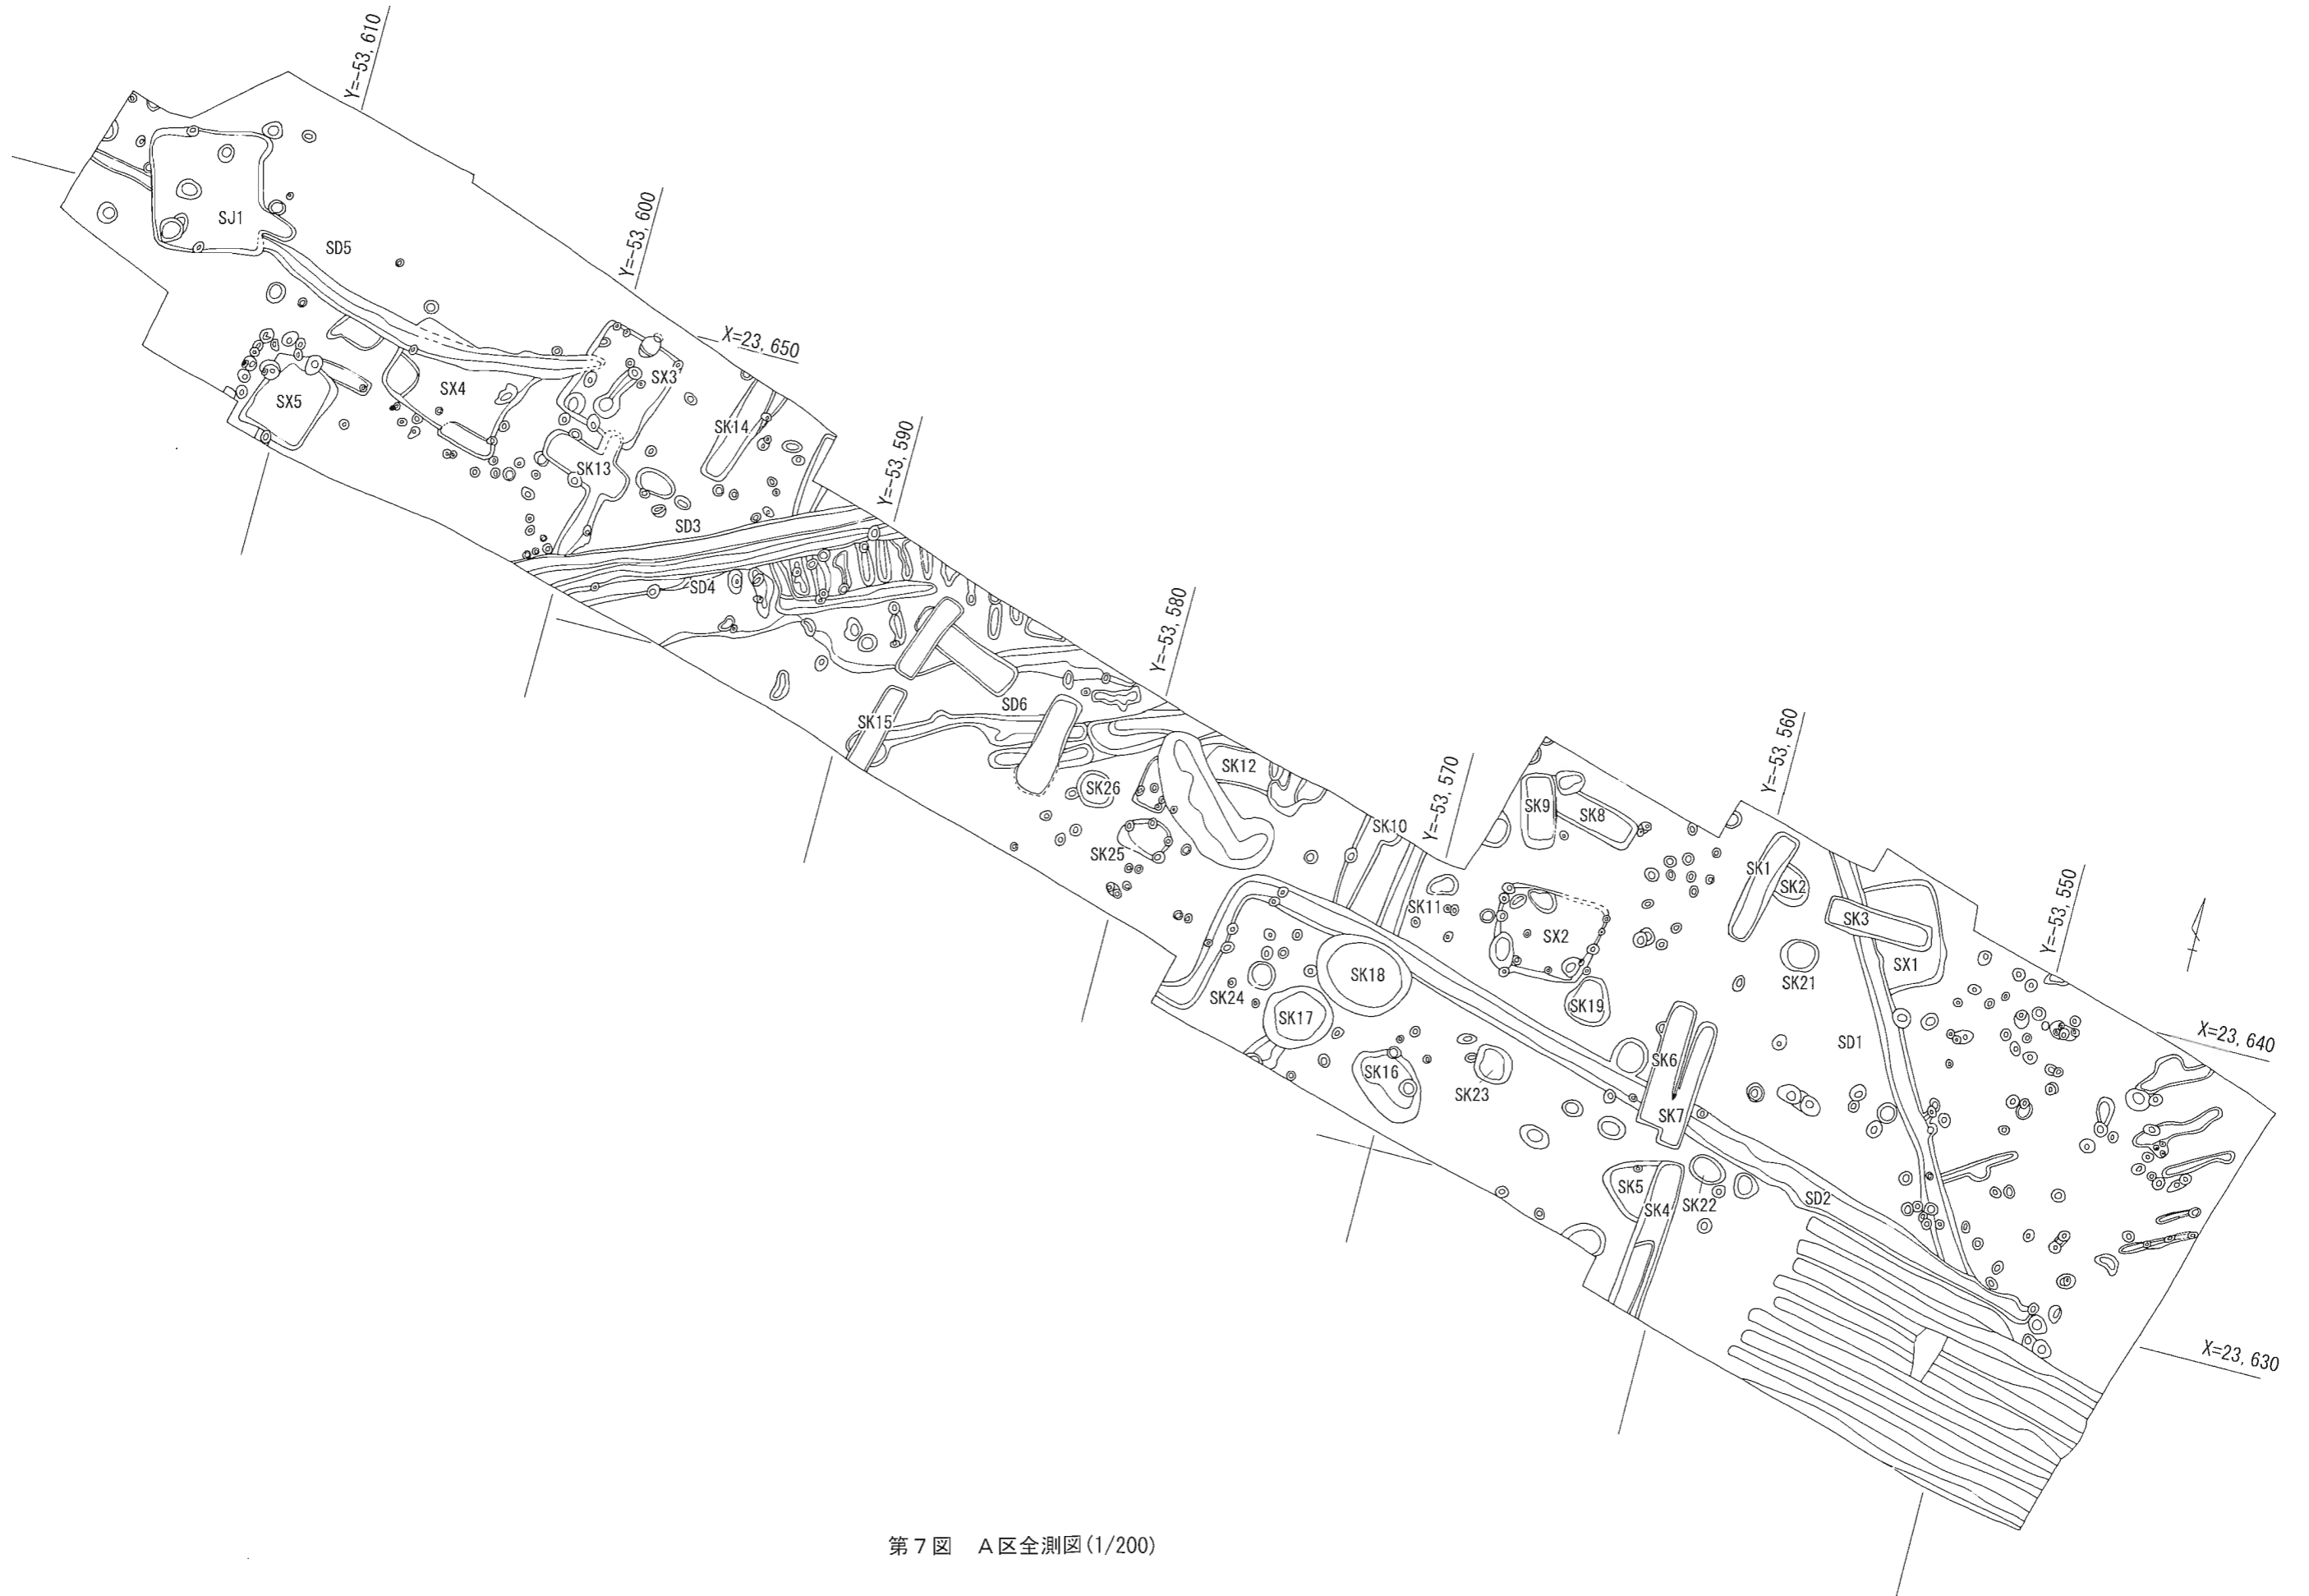 Y=-53, 610
Y=-53, 600
X=23, 650
SJ1
SD5
SX3
SX4
SX5
SK14
Y=-53, 590
SK13
SD3
SD4
Y=-53, 580
SD6
SK15
SK12
SK26
Y=-53, 570
SK10
SK25
Y=-53, 560
SK9
SK8
SK1
SK2
SK11
SK3
Y=-53, 550
SX2
SX1
SK18
SK21
SK24
SK19
SK17
SD1
X=23, 640
SK6
SK16
SK23
SK7
SK5
SK22
SD2
SK4
X=23, 630
第7図 A区全測図(1/200)